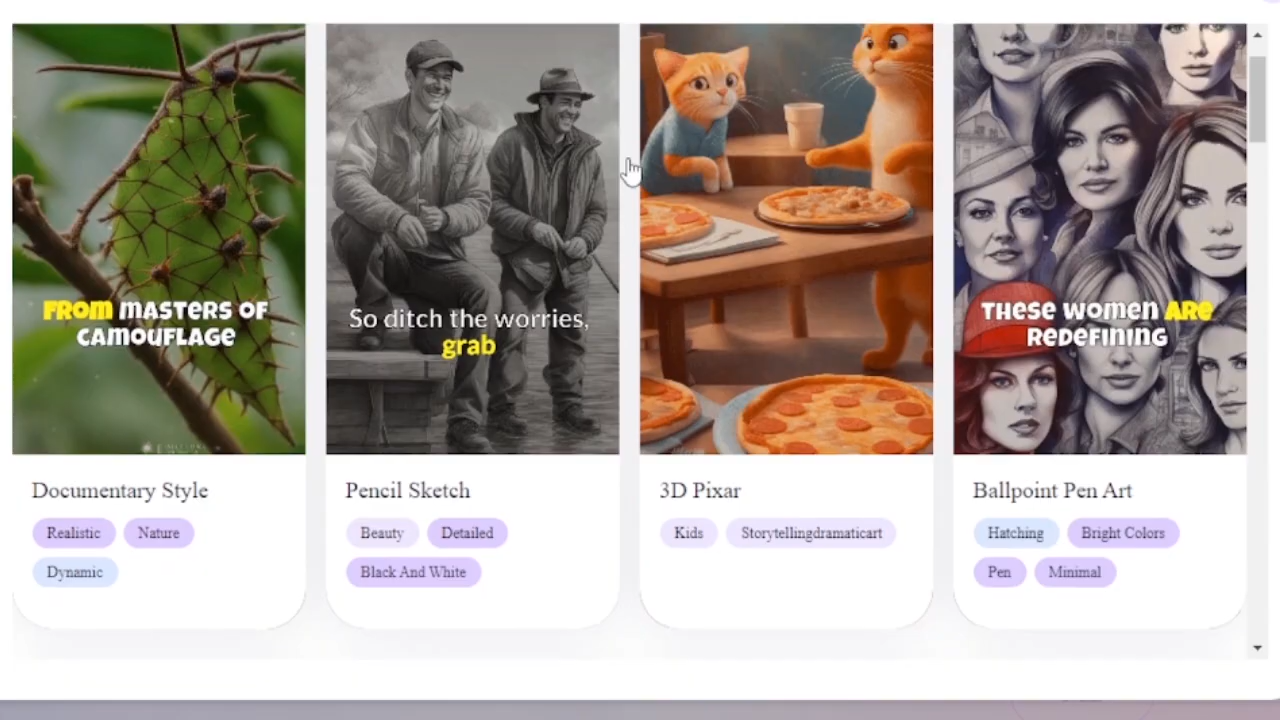 FROM MASTERS OF
CAMOUFLAGE
So ditch the worries,
grab
THESE WOMEN ARE
REDEFINING
Documentary Style
Realistic
Nature
Dynamic
Pencil Sketch
Beauty
Detailed
Black And White
3D Pixar
Kids
Storytellingdramaticart
Ballpoint Pen Art
Hatching
Bright Colors
Pen
Minimal